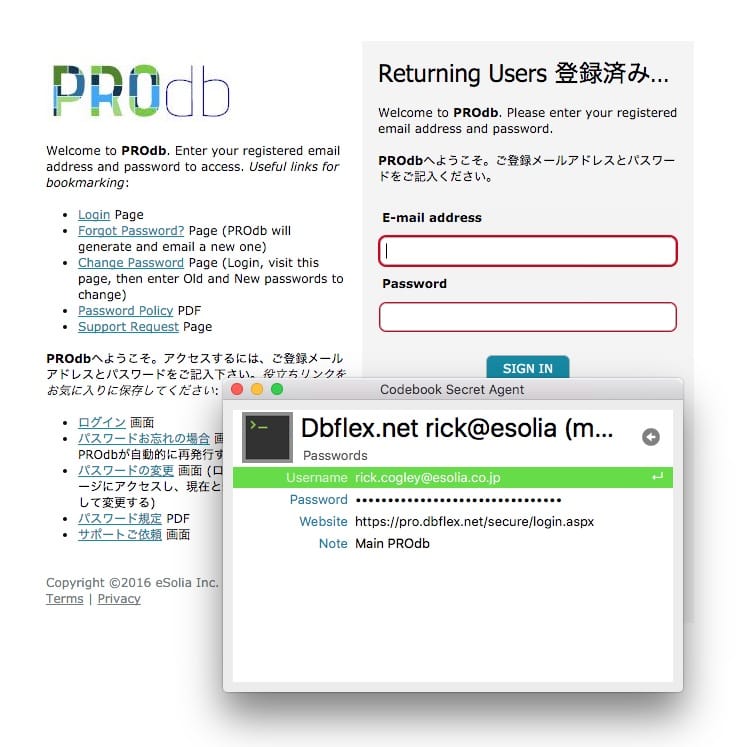 PROdb
Welcome to PROdb. Enter your registered email
address and password to access. Useful links for
bookmarking:
Login Page
Forgot Password? Page (PROdb will
generate and email a new one)
Change Password Page (Login, visit this
page, then enter Old and New passwords to
change)
Password Policy PDF
Support Request Page
PROdbへようこそ。アクセスするには、ご登録メール
アドレスとパスワードをご記入下さい。役立ちリンクを
お気に入りに保存してください:
ログイン 画面
パスワードお忘れの場合
PROdbが自動的に再発行す
パスワードの変更 画面 (ロ
ージにアクセスし、現在と
して変更する)
パスワード規定 PDF
サポートご依頼 画面
Copyright ©2016 eSolia Inc.
Terms | Privacy
Returning Users 登録済み...
Welcome to PROdb. Please enter your registered
email address and password.
PROdbへようこそ。ご登録メールアドレスとパスワー
ドをご記入ください。
E-mail address
Password
SIGN IN
Codebook Secret Agent
>_
Dbflex.net rick@esolia (m...
Passwords
Username rick.cogley@esolia.co.jp
Password ••••••••••••••••••••••••••••••
Website https://pro.dbflex.net/secure/login.aspx
Note Main PROdb